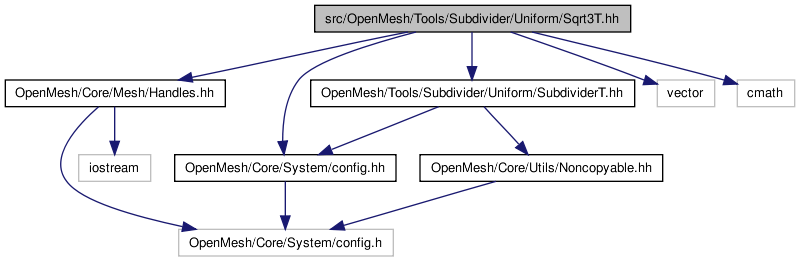 src/OpenMesh/Tools/Subdivider/Uniform/Sqrt3T.hh
OpenMesh/Core/Mesh/Handles.hh
OpenMesh/Tools/Subdivider/Uniform/SubdividerT.hh
vector
cmath
iostream
OpenMesh/Core/System/config.hh
OpenMesh/Core/Utils/Noncopyable.hh
OpenMesh/Core/System/config.h